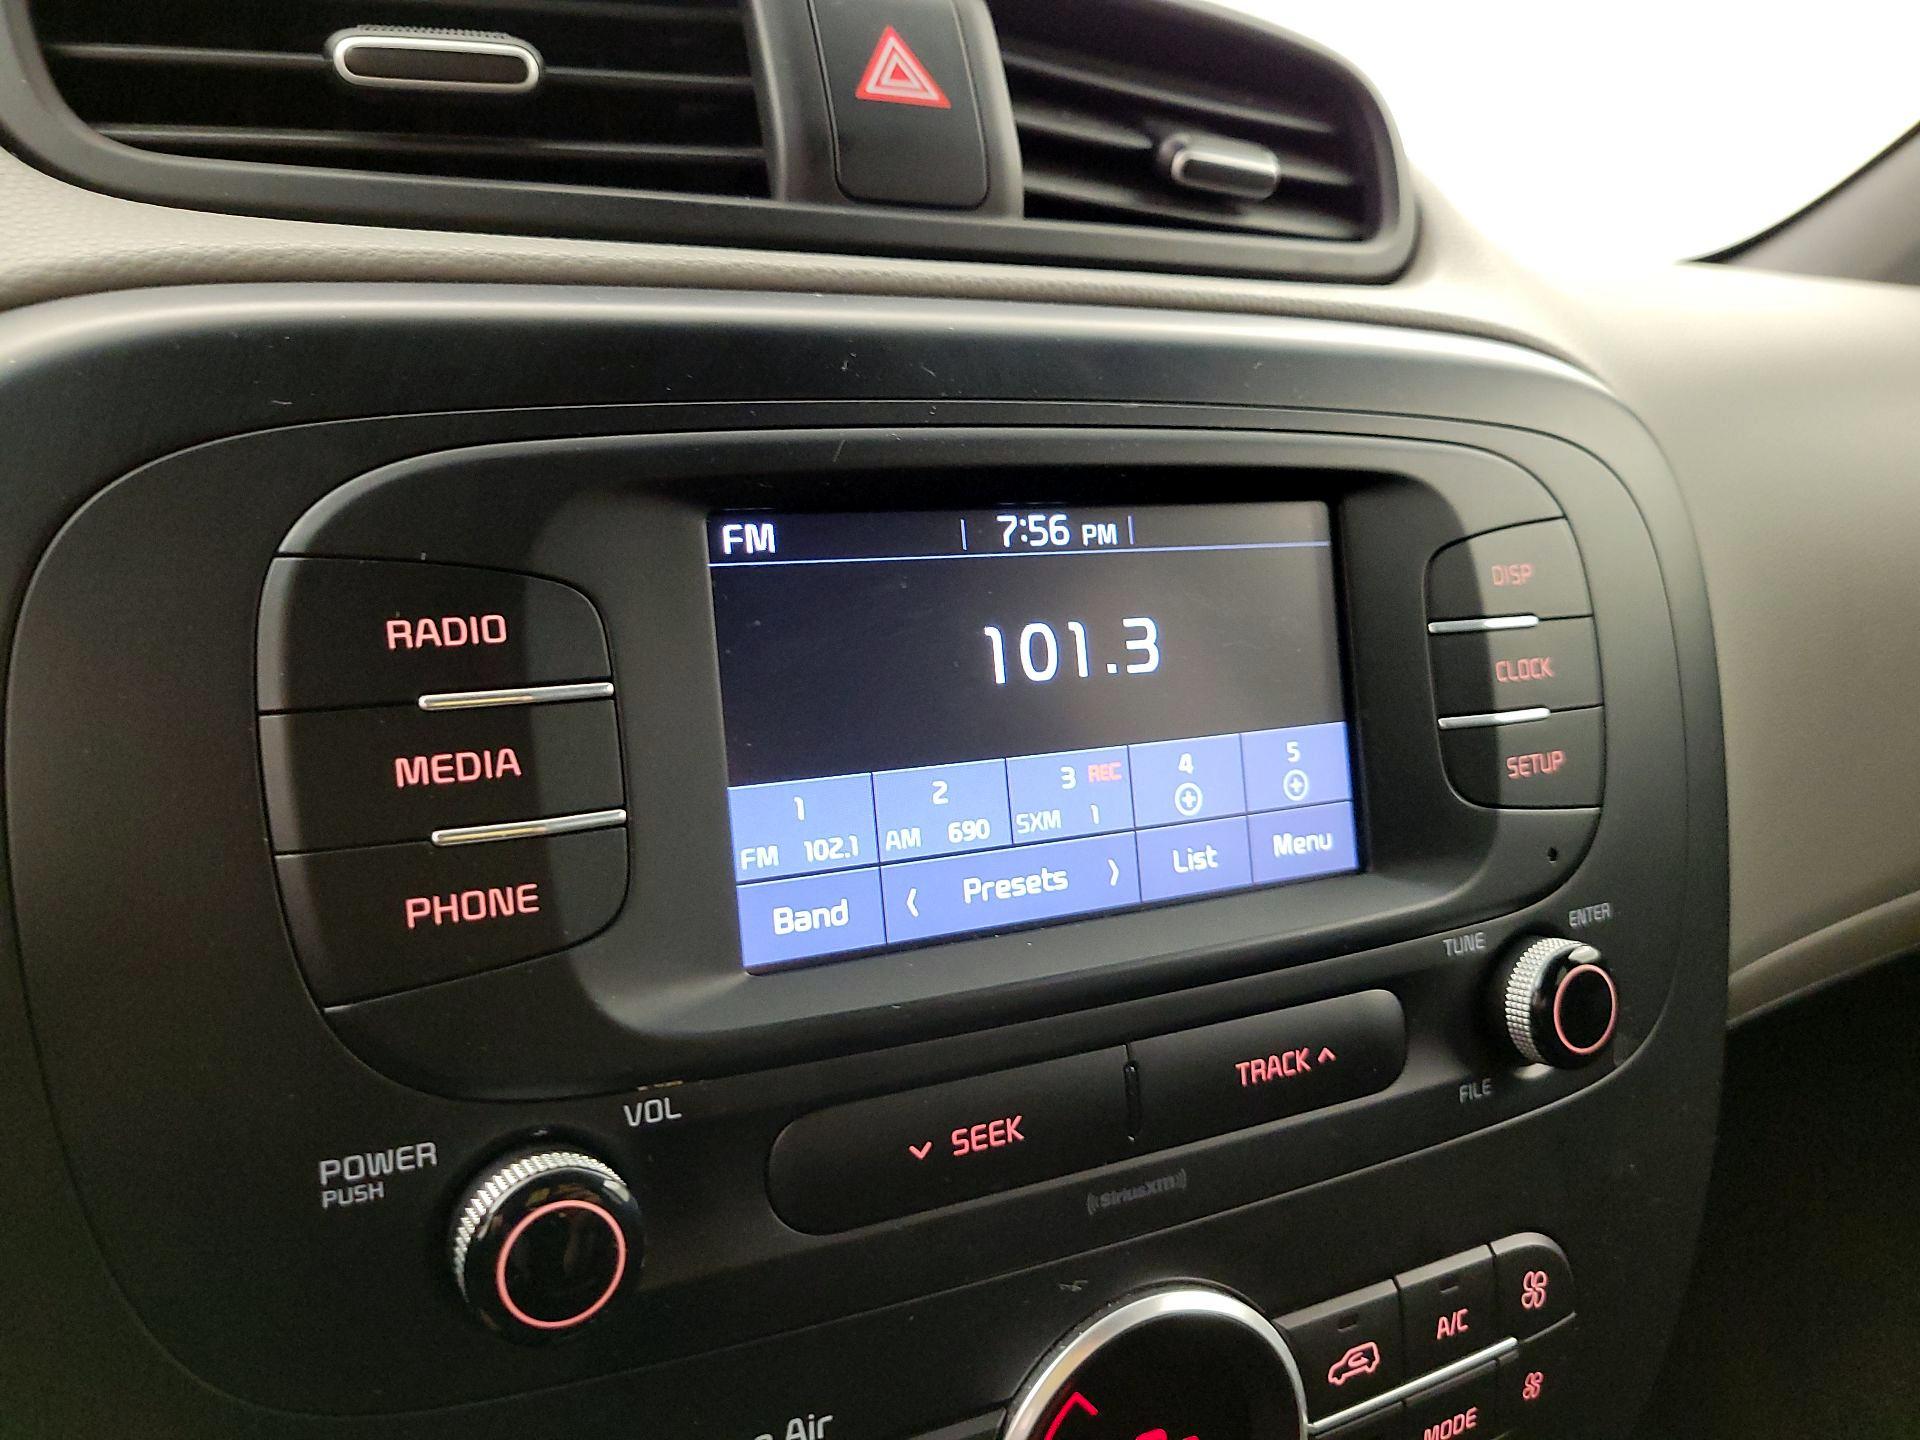 FM
7:56 PM
101.3
1
FM 102.1
2
AM 690
3 REC
SXM 1
4
5
Band
Presets
List
Menu
RADIO
MEDIA
PHONE
DISP
CLOCK
SETUP
TUNE
ENTER
FILE
VOL
POWER
PUSH
SEEK
TRACK
((SiriusXM))
A/C
MODE
Air